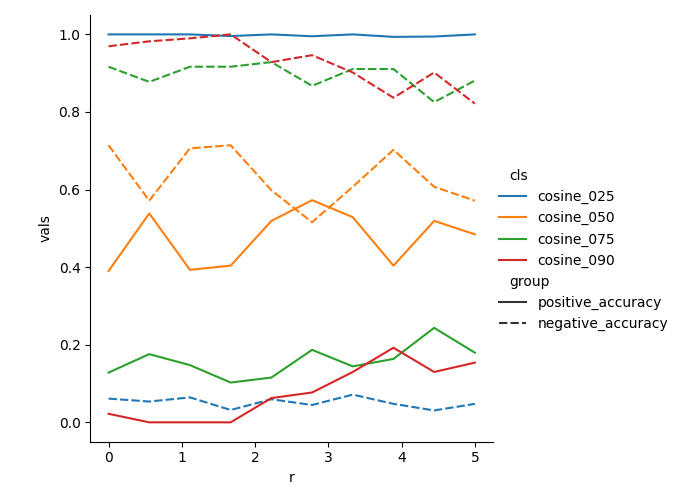 1.0
0.8
0.6
0.4
0.2
0.0
vals
0 1 2 3 4 5
r
cls
cosine_025
cosine_050
cosine_075
cosine_090
group
positive_accuracy
negative_accuracy